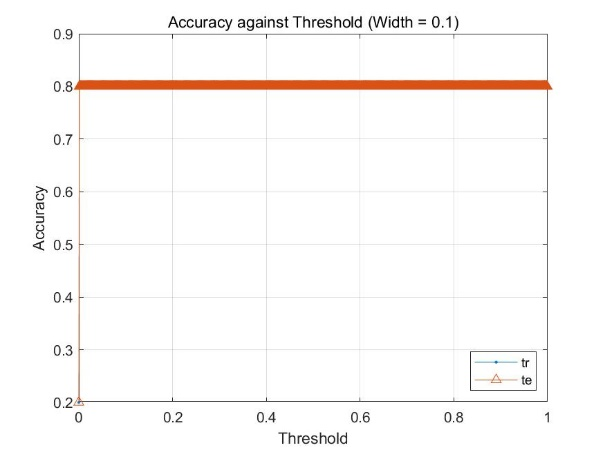 Accuracy against Threshold (Width = 0.1)
0.9
0.8
0.7
0.6
0.5
0.4
0.3
0.2
Accuracy
0 0.2 0.4 0.6 0.8 1
Threshold
tr
te